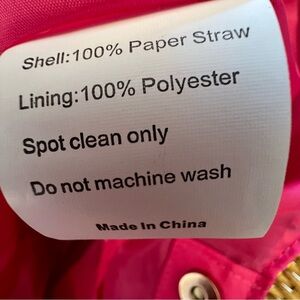 Shell:100% Paper Straw
Lining:100% Polyester
Spot clean only
Do not machine wash
Made In China